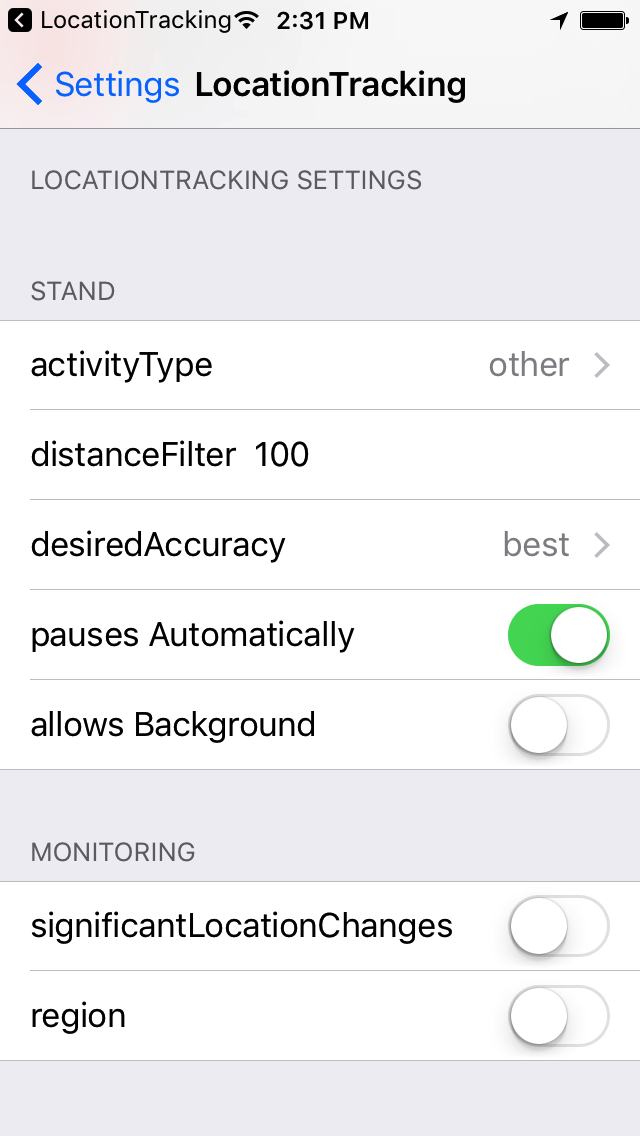 LocationTracking 2:31 PM
Settings LocationTracking
LOCATIONTRACKING SETTINGS
STAND
activityType other
distanceFilter 100
desiredAccuracy best
pauses Automatically
allows Background
MONITORING
significantLocationChanges
region